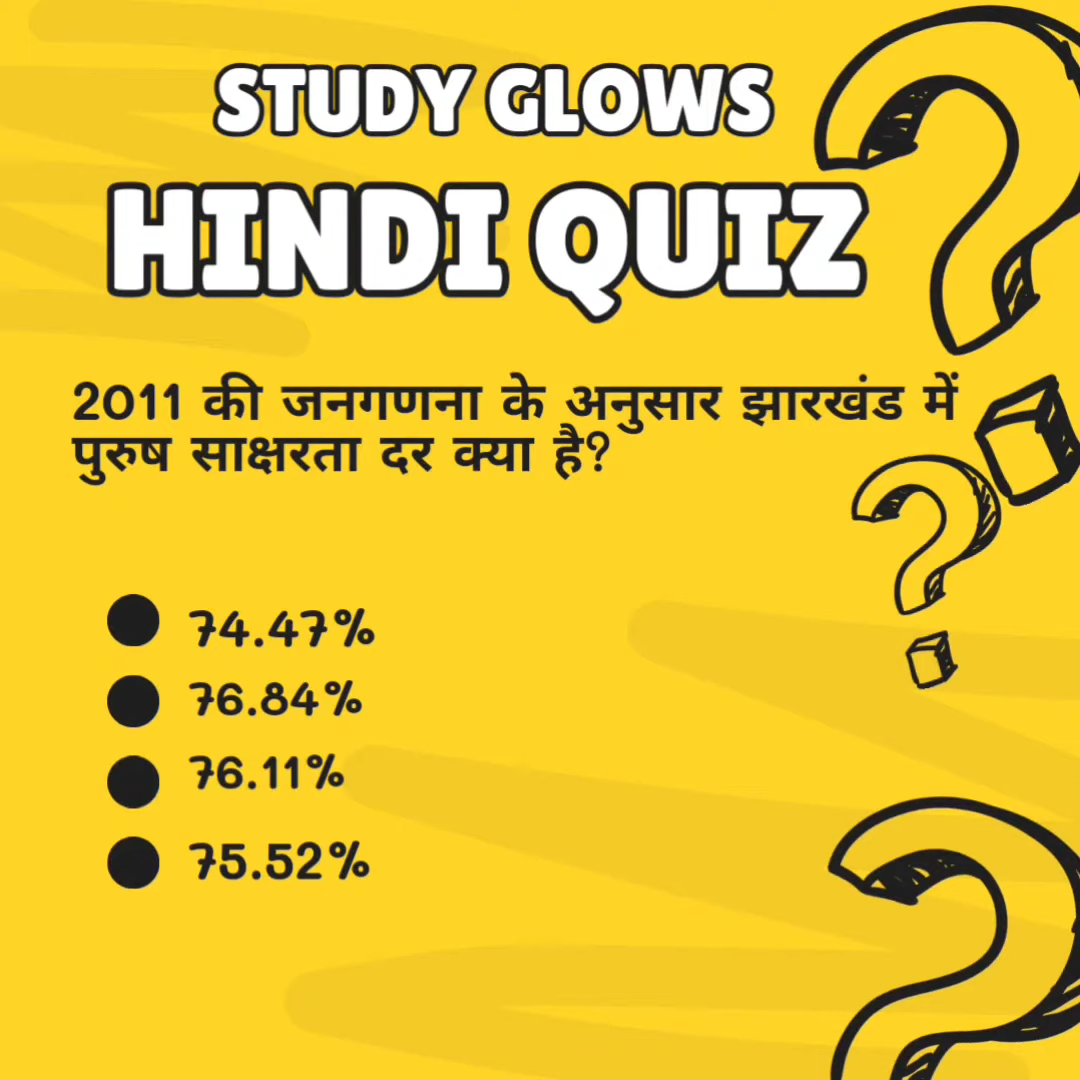 STUDY GLOWS
HINDI QUIZ
2011 की जनगणना के अनुसार झारखंड में
पुरुष साक्षरता दर क्या है?
74.47%
76.84%
76.11%
75.52%